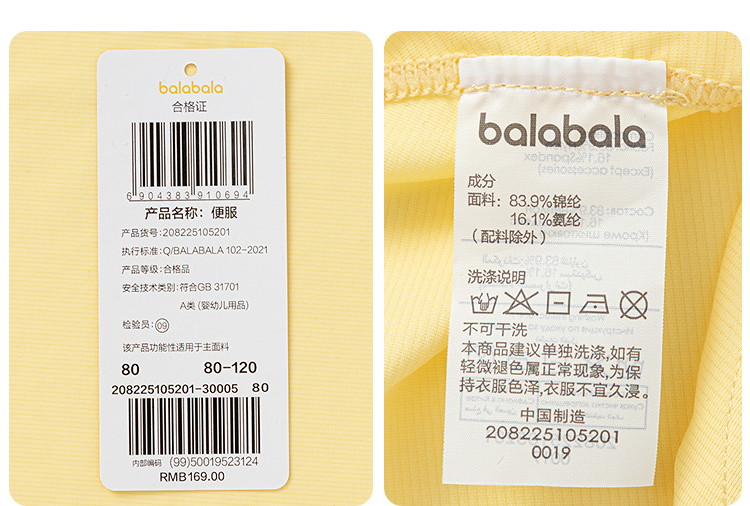 balabala
合格证
6 904383 910694
产品名称：便服
产品货号：208225105201
执行标准：Q/BALABALA 102-2021
产品等级：合格品
安全技术类别：符合GB 31701
A类 (婴幼儿用品)
检验员：09
该产品功能性适用于主面料
80 80-120
208225105201-30005 80
内部编码 (99)50019523124
RMB169.00
balabala
成分
面料：83.9%锦纶
16.1%氨纶
（配料除外）
洗涤说明
不可干洗
本商品建议单独洗涤,如有
轻微褪色属正常现象,为保
持衣服色泽,衣服不宜久浸。
中国制造
208225105201
0019